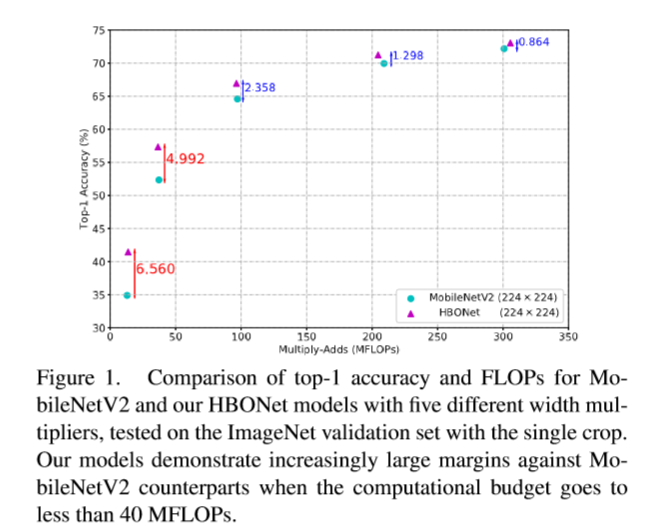 75
70
65
60
55
50
45
40
35
30
0
50
100
150
200
250
300
350
Top-1 Accuracy (%)
Multiply-Adds (MFLOPs)
0.864
1.298
2.358
4.992
6.560
MobileNetV2 (224 × 224)
HBONet (224 × 224)
Figure 1. Comparison of top-1 accuracy and FLOPs for Mo-
bileNetV2 and our HBONet models with five different width mul-
tipliers, tested on the ImageNet validation set with the single crop.
Our models demonstrate increasingly large margins against Mo-
bileNetV2 counterparts when the computational budget goes to
less than 40 MFLOPs.